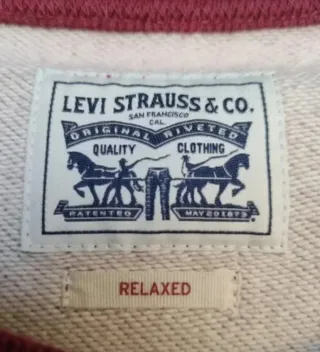 LEVI STRAUSS & CO.
SAN FRANCISCO
CAL.
ORIGINAL RIVETED
QUALITY CLOTHING
PATENTED MAY 20 1873
RELAXED